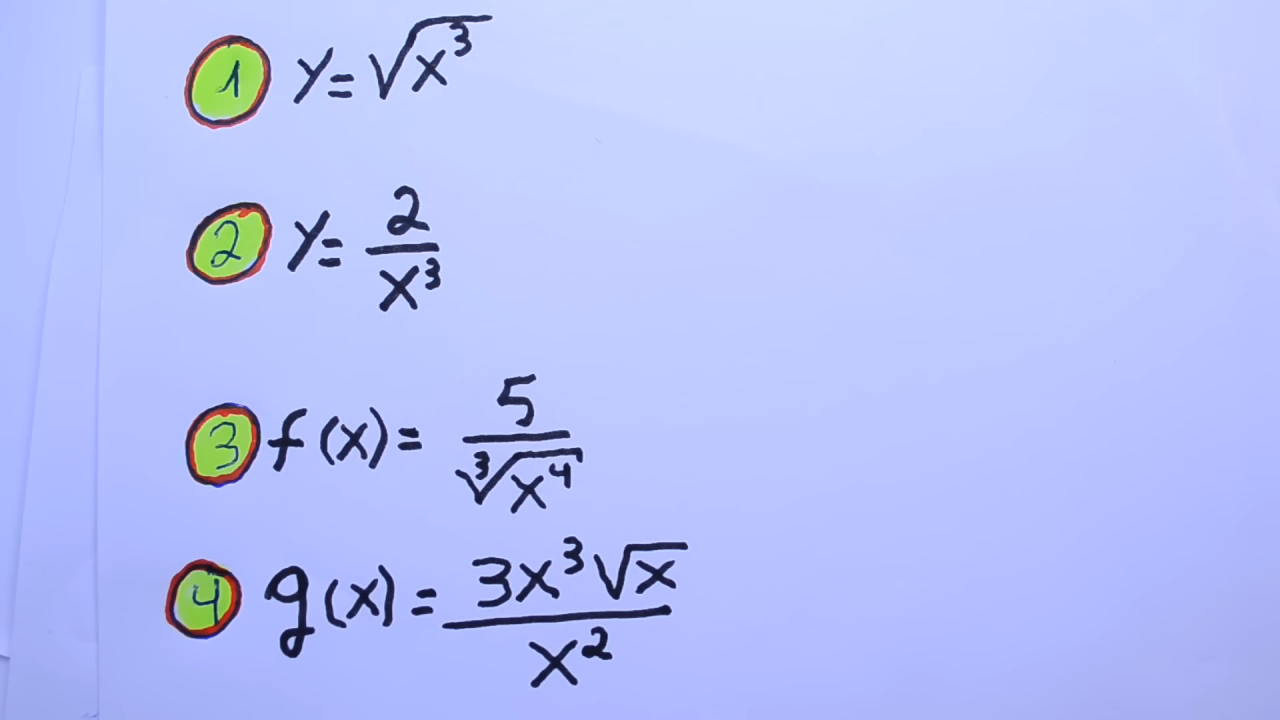 1 y=√x³
2 y= 2/x³
3 f(x)= 5/∛x⁴
4 g(x)= 3x³√x/x²